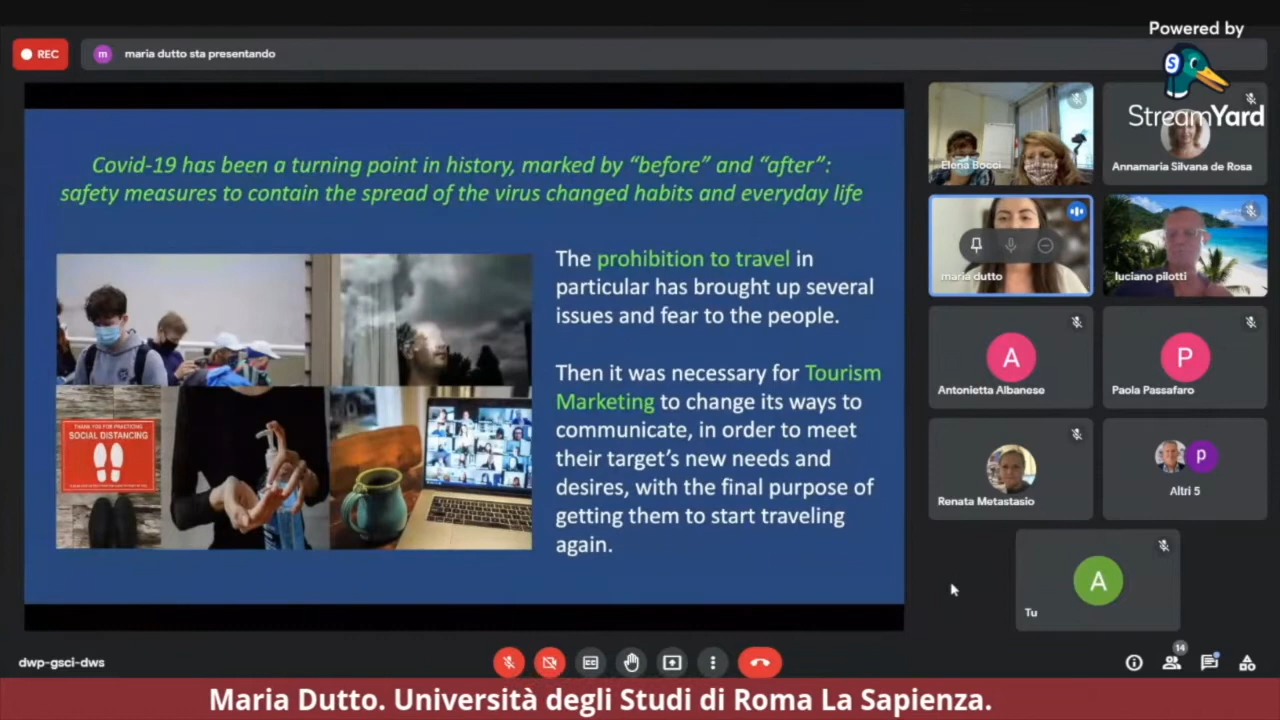 Powered by
StreamYard
REC
m
maria dutto sta presentando
Covid-19 has been a turning point in history, marked by “before” and “after”:
safety measures to contain the spread of the virus changed habits and everyday life
The prohibition to travel in
particular has brought up several
issues and fear to the people.
Then it was necessary for Tourism
Marketing to change its ways to
communicate, in order to meet
their target’s new needs and
desires, with the final purpose of
getting them to start traveling
again.
THANK YOU FOR PRACTICING
SOCIAL DISTANCING
Elena Bocci
Annamaria Silvana de Rosa
maria dutto
luciano pilotti
A
Antonietta Albanese
P
Paola Passafaro
Renata Metastasio
p
Altri 5
A
Tu
dwp-gsci-dws
14
Maria Dutto. Università degli Studi di Roma La Sapienza.